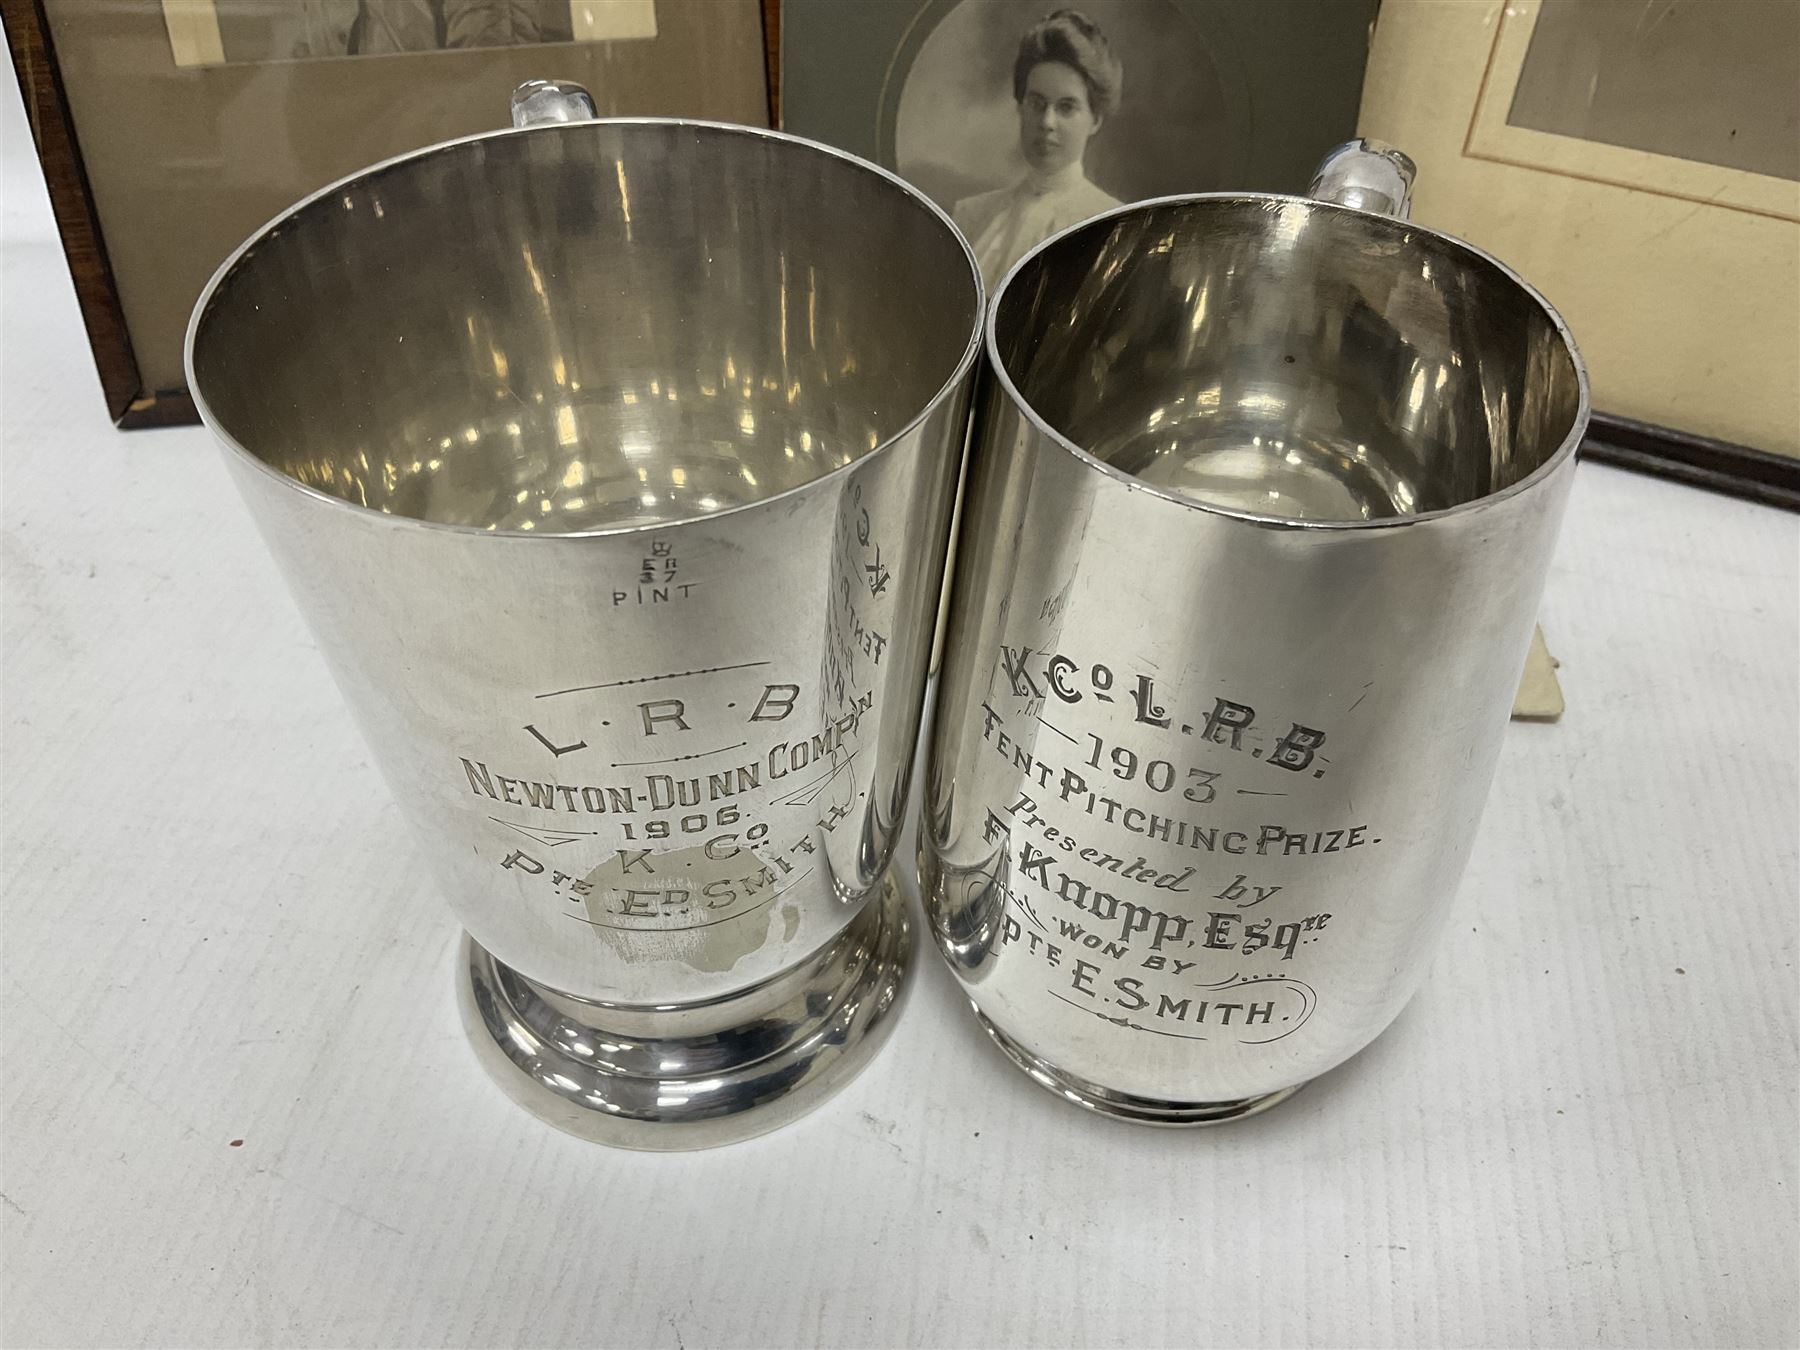 ER
37
PINT
L.R.B
NEWTON-DUNN COMP'N
1906.
K. Co
PTE ED. SMITH.
K Co L.R.B.
1903
TENT PITCHING PRIZE.
Presented by
F. Knopp, Esqre
WON BY
PTE E. SMITH.